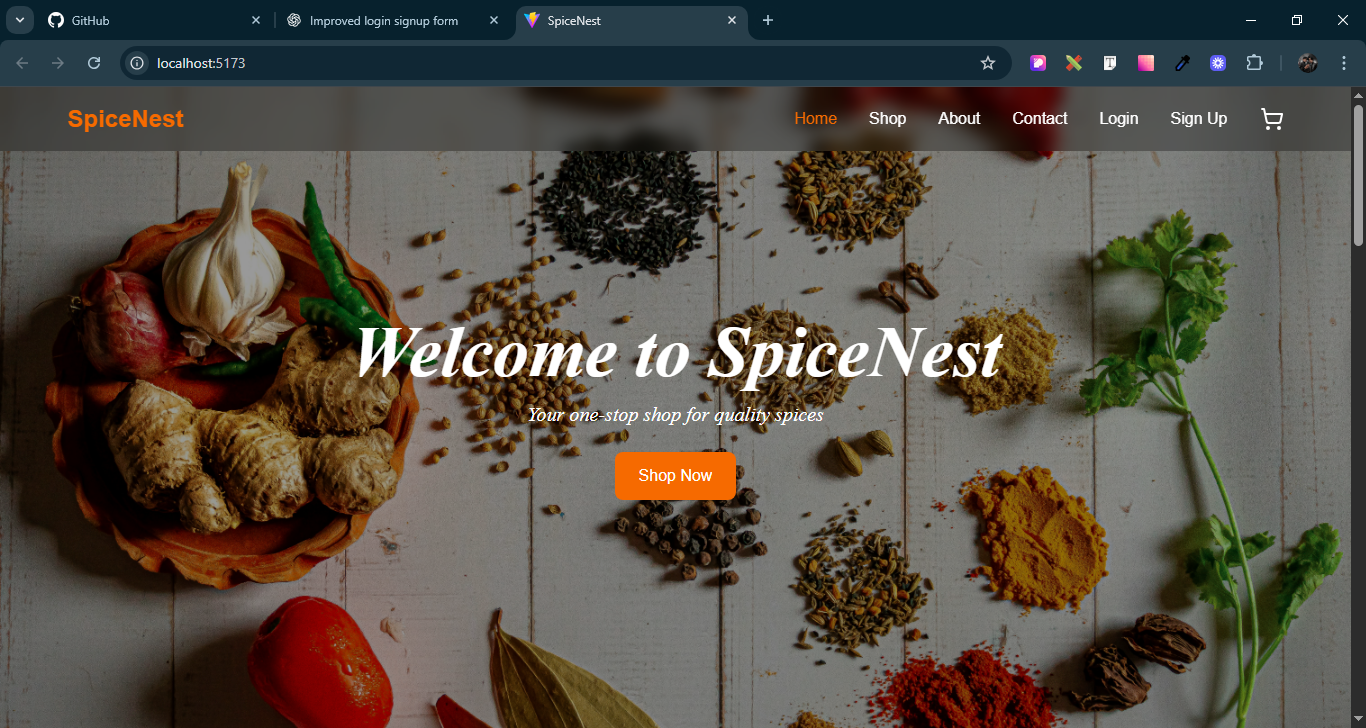 GitHub
Improved login signup form
SpiceNest
localhost:5173
SpiceNest
Home Shop About Contact Login Sign Up
Welcome to SpiceNest
Your one-stop shop for quality spices
Shop Now